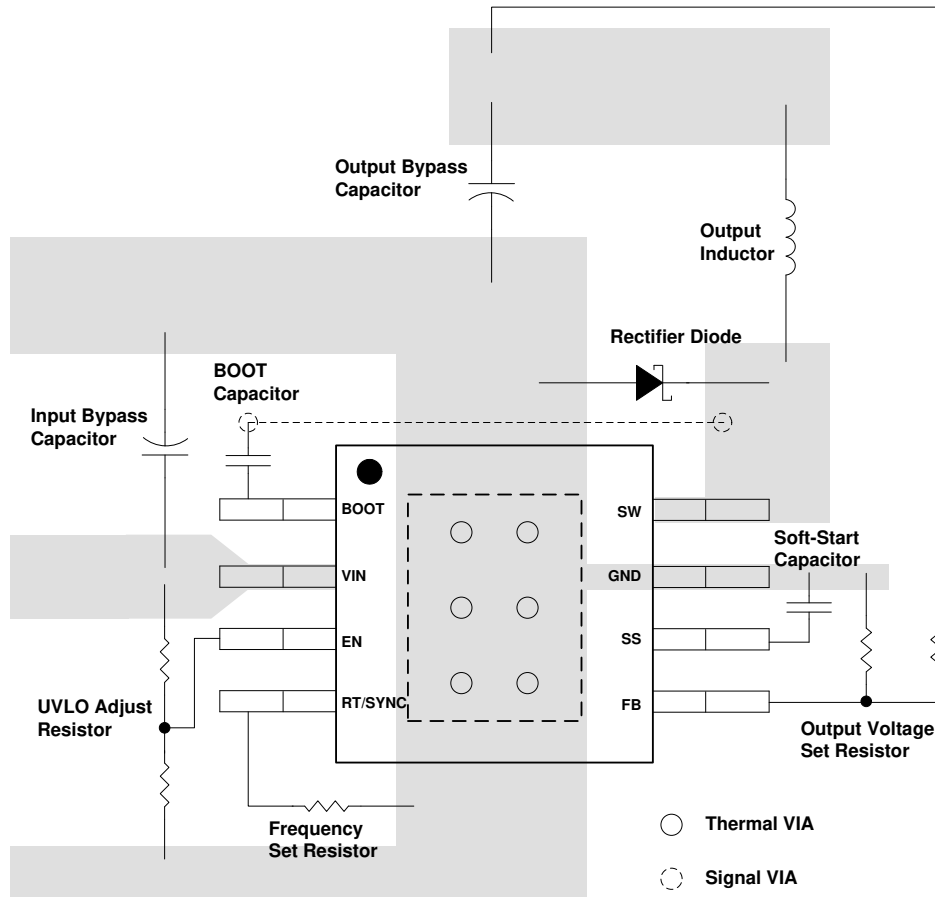 Output Bypass
Capacitor
Output
Inductor
Rectifier Diode
BOOT
Capacitor
Input Bypass
Capacitor
BOOT
SW
Soft-Start
Capacitor
VIN
GND
EN
SS
UVLO Adjust
Resistor
RT/SYNC
FB
Output Voltage
Set Resistor
Frequency
Set Resistor
Thermal VIA
Signal VIA